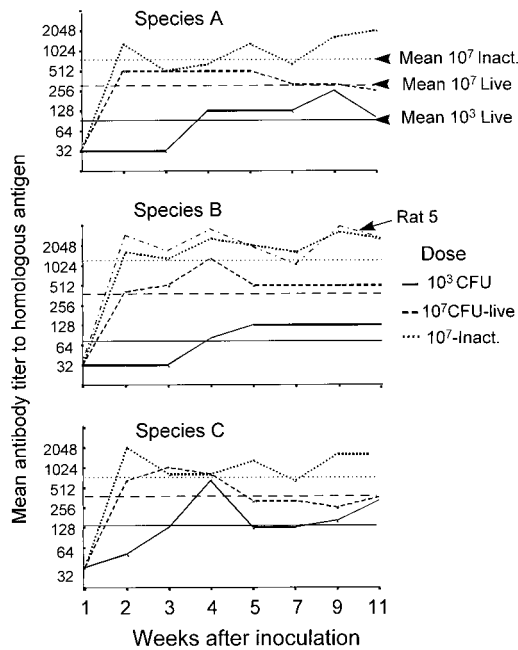 Species A
2048
1024
512
256
128
64
32
Mean 10⁷ Inact.
Mean 10⁷ Live
Mean 10³ Live
Species B
2048
1024
512
256
128
64
32
Rat 5
Dose
10³ CFU
10⁷CFU-live
10⁷-Inact.
Species C
2048
1024
512
256
128
64
32
1 2 3 4 5 7 9 11
Weeks after inoculation
Mean antibody titer to homologous antigen